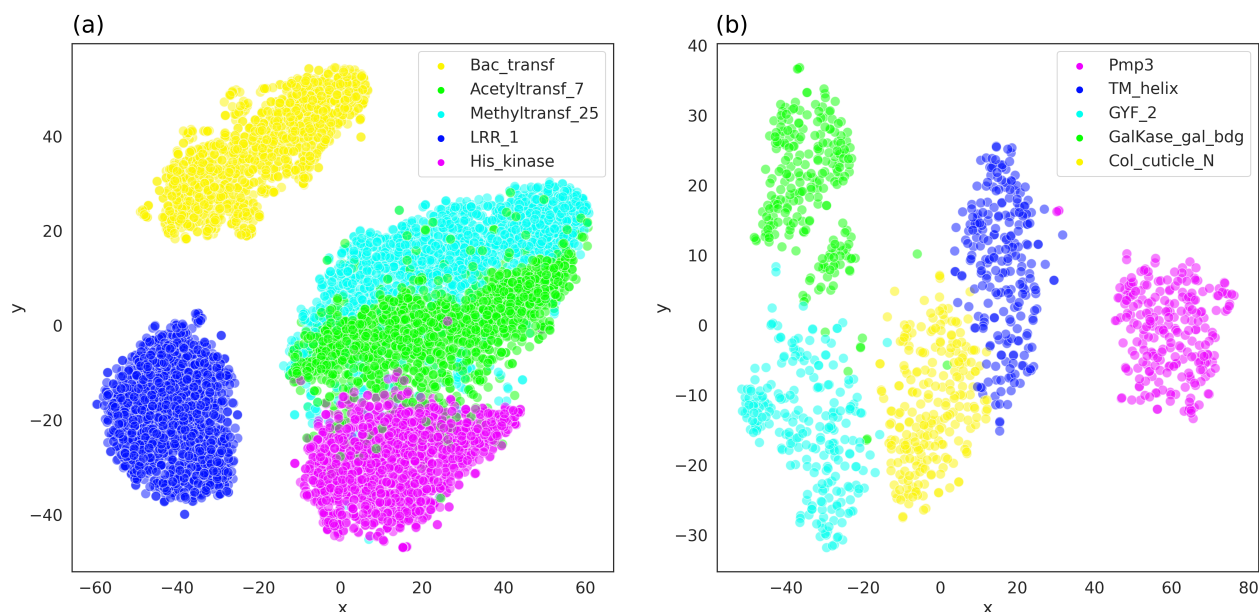 (a)
Bac_transf
Acetyltransf_7
Methyltransf_25
LRR_1
His_kinase
40
20
0
−20
−40
y
−60 −40 −20 0 20 40 60
x
(b)
Pmp3
TM_helix
GYF_2
GalKase_gal_bdg
Col_cuticle_N
40
30
20
10
0
−10
−20
−30
y
−40 −20 0 20 40 60 80
x